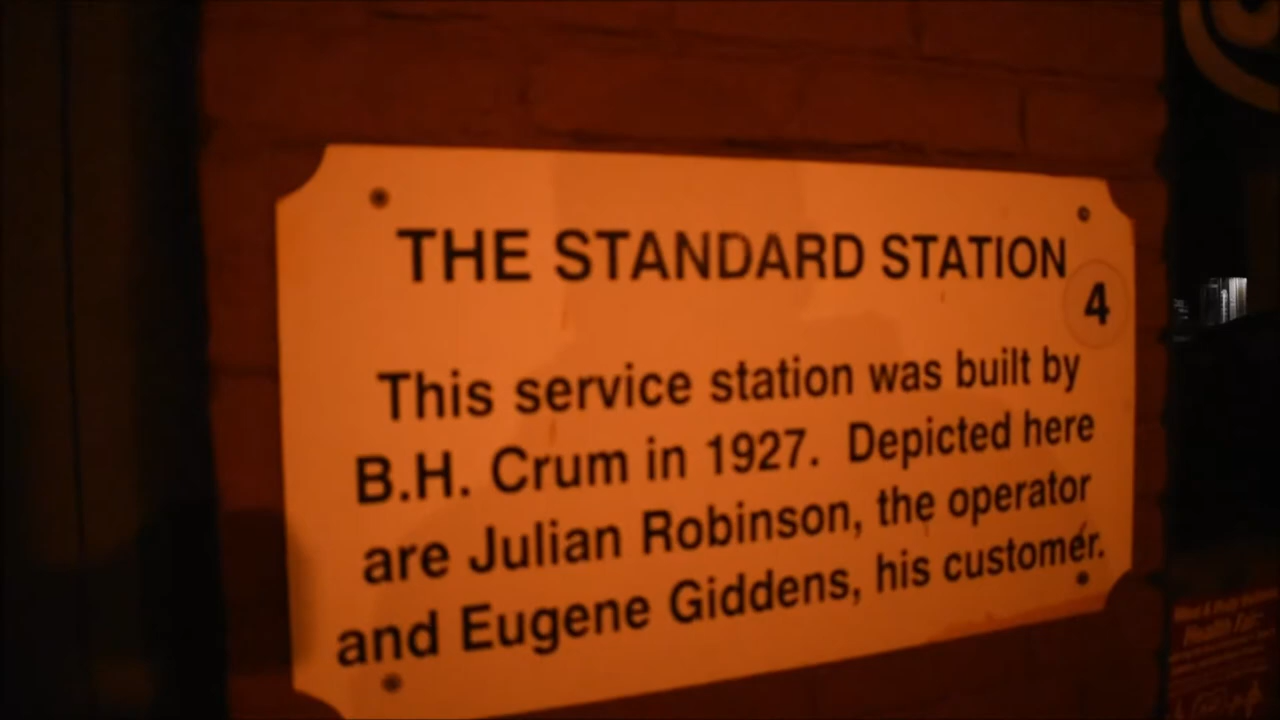 THE STANDARD STATION
4
This service station was built by
B.H. Crum in 1927. Depicted here
are Julian Robinson, the operator
and Eugene Giddens, his customer.